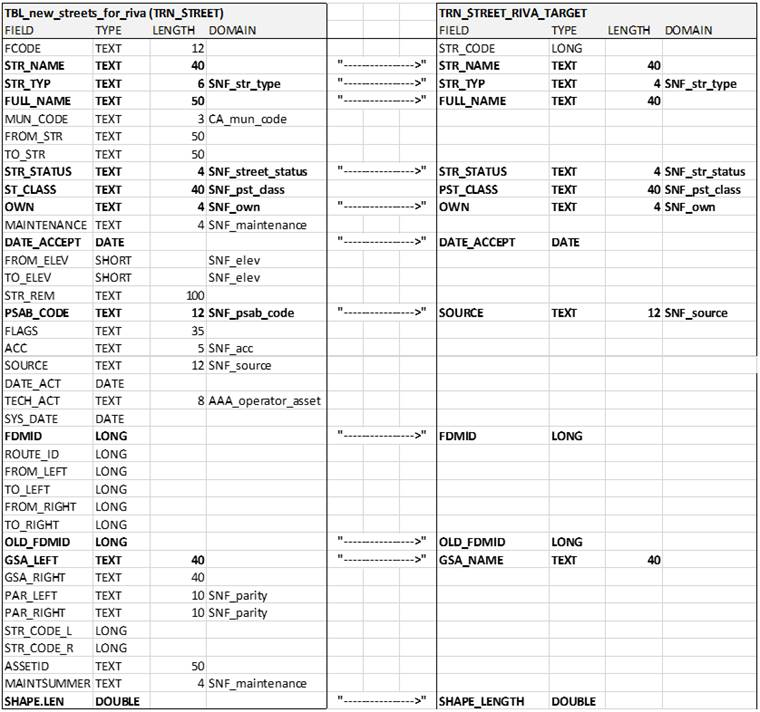 TBL_new_streets_for_riva (TRN_STREET) TRN_STREET_RIVA_TARGET
FIELD TYPE LENGTH DOMAIN FIELD TYPE LENGTH DOMAIN
FCODE TEXT 12 STR_CODE LONG
STR_NAME TEXT 40 "---------------->" STR_NAME TEXT 40
STR_TYP TEXT 6 SNF_str_type "---------------->" STR_TYP TEXT 4 SNF_str_type
FULL_NAME TEXT 50 "---------------->" FULL_NAME TEXT 40
MUN_CODE TEXT 3 CA_mun_code
FROM_STR TEXT 50
TO_STR TEXT 50
STR_STATUS TEXT 4 SNF_street_status "---------------->" STR_STATUS TEXT 4 SNF_str_status
ST_CLASS TEXT 40 SNF_pst_class PST_CLASS TEXT 40 SNF_pst_class
OWN TEXT 4 SNF_own "---------------->" OWN TEXT 4 SNF_own
MAINTENANCE TEXT 4 SNF_maintenance
DATE_ACCEPT DATE "---------------->" DATE_ACCEPT DATE
FROM_ELEV SHORT SNF_elev
TO_ELEV SHORT SNF_elev
STR_REM TEXT 100
PSAB_CODE TEXT 12 SNF_psab_code "---------------->" SOURCE TEXT 12 SNF_source
FLAGS TEXT 35
ACC TEXT 5 SNF_acc
SOURCE TEXT 12 SNF_source
DATE_ACT DATE
TECH_ACT TEXT 8 AAA_operator_asset
SYS_DATE DATE
FDMID LONG "---------------->" FDMID LONG
ROUTE_ID LONG
FROM_LEFT LONG
TO_LEFT LONG
FROM_RIGHT LONG
TO_RIGHT LONG
OLD_FDMID LONG "---------------->" OLD_FDMID LONG
GSA_LEFT TEXT 40 "---------------->" GSA_NAME TEXT 40
GSA_RIGHT TEXT 40
PAR_LEFT TEXT 10 SNF_parity
PAR_RIGHT TEXT 10 SNF_parity
STR_CODE_L LONG
STR_CODE_R LONG
ASSETID TEXT 50
MAINTSUMMER TEXT 4 SNF_maintenance
SHAPE.LEN DOUBLE "---------------->" SHAPE_LENGTH DOUBLE